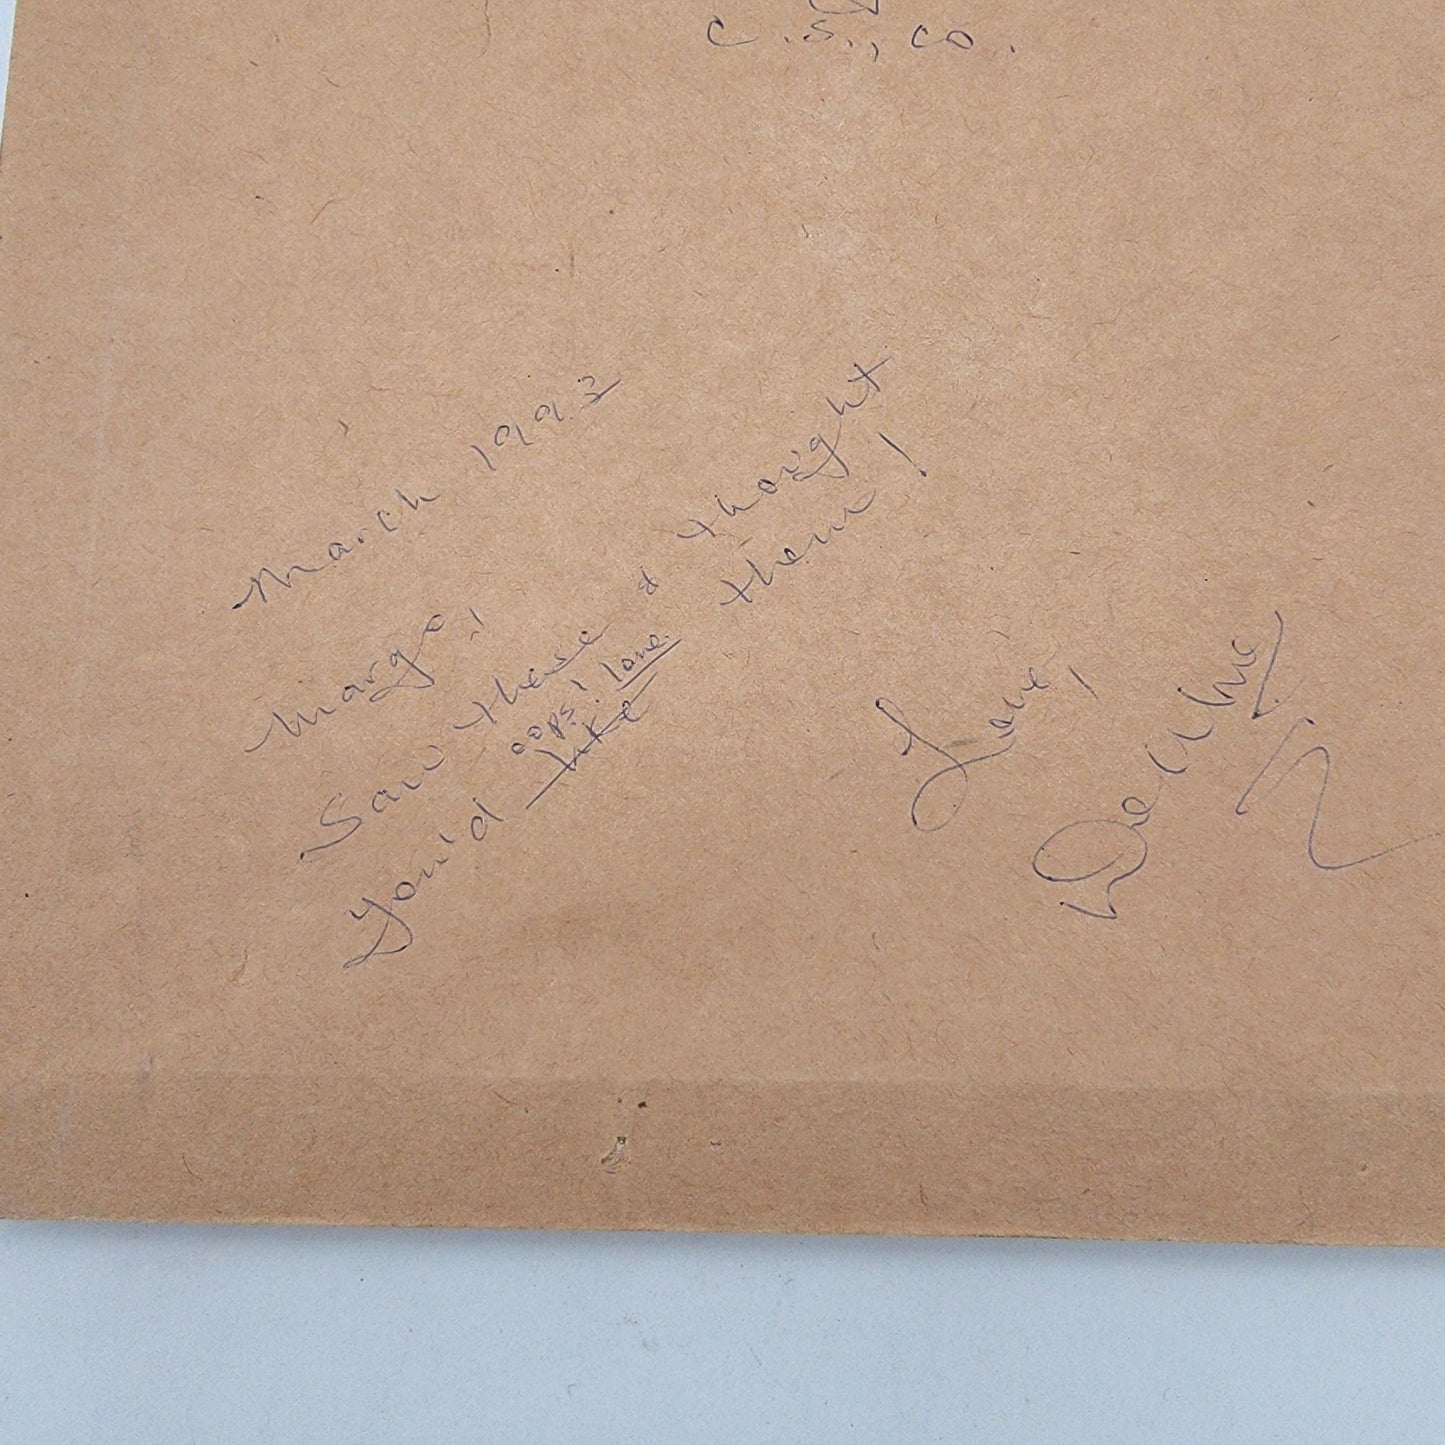 C.S., CO.
March 1993
Margo,
Saw these & thought
oops! love
you'd like them!
Love,